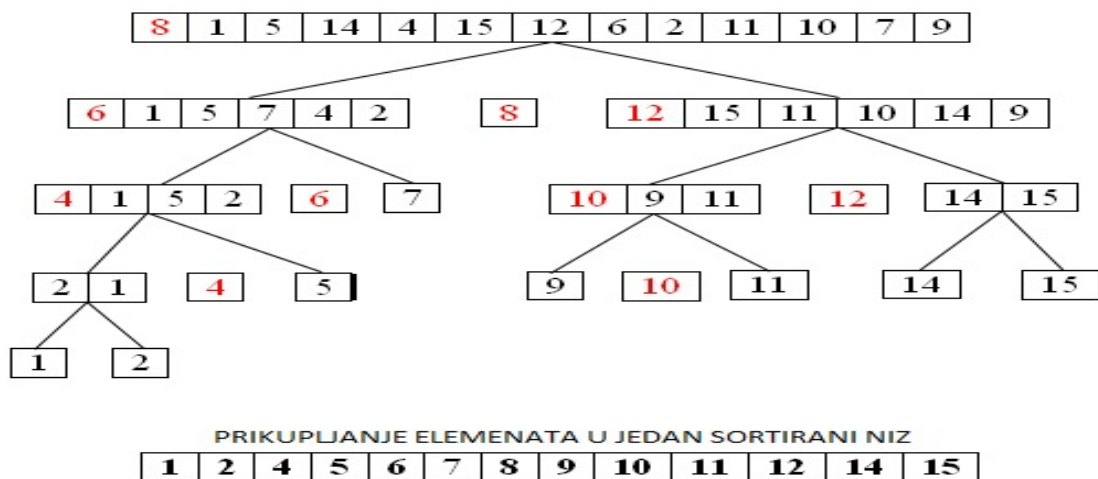 8 1 5 14 4 15 12 6 2 11 10 7 9
6 1 5 7 4 2 8 12 15 11 10 14 9
4 1 5 2 6 7 10 9 11 12 14 15
2 1 4 5 9 10 11 14 15
1 2
PRIKUPLJANJE ELEMENATA U JEDAN SORTIRANI NIZ
1 2 4 5 6 7 8 9 10 11 12 14 15